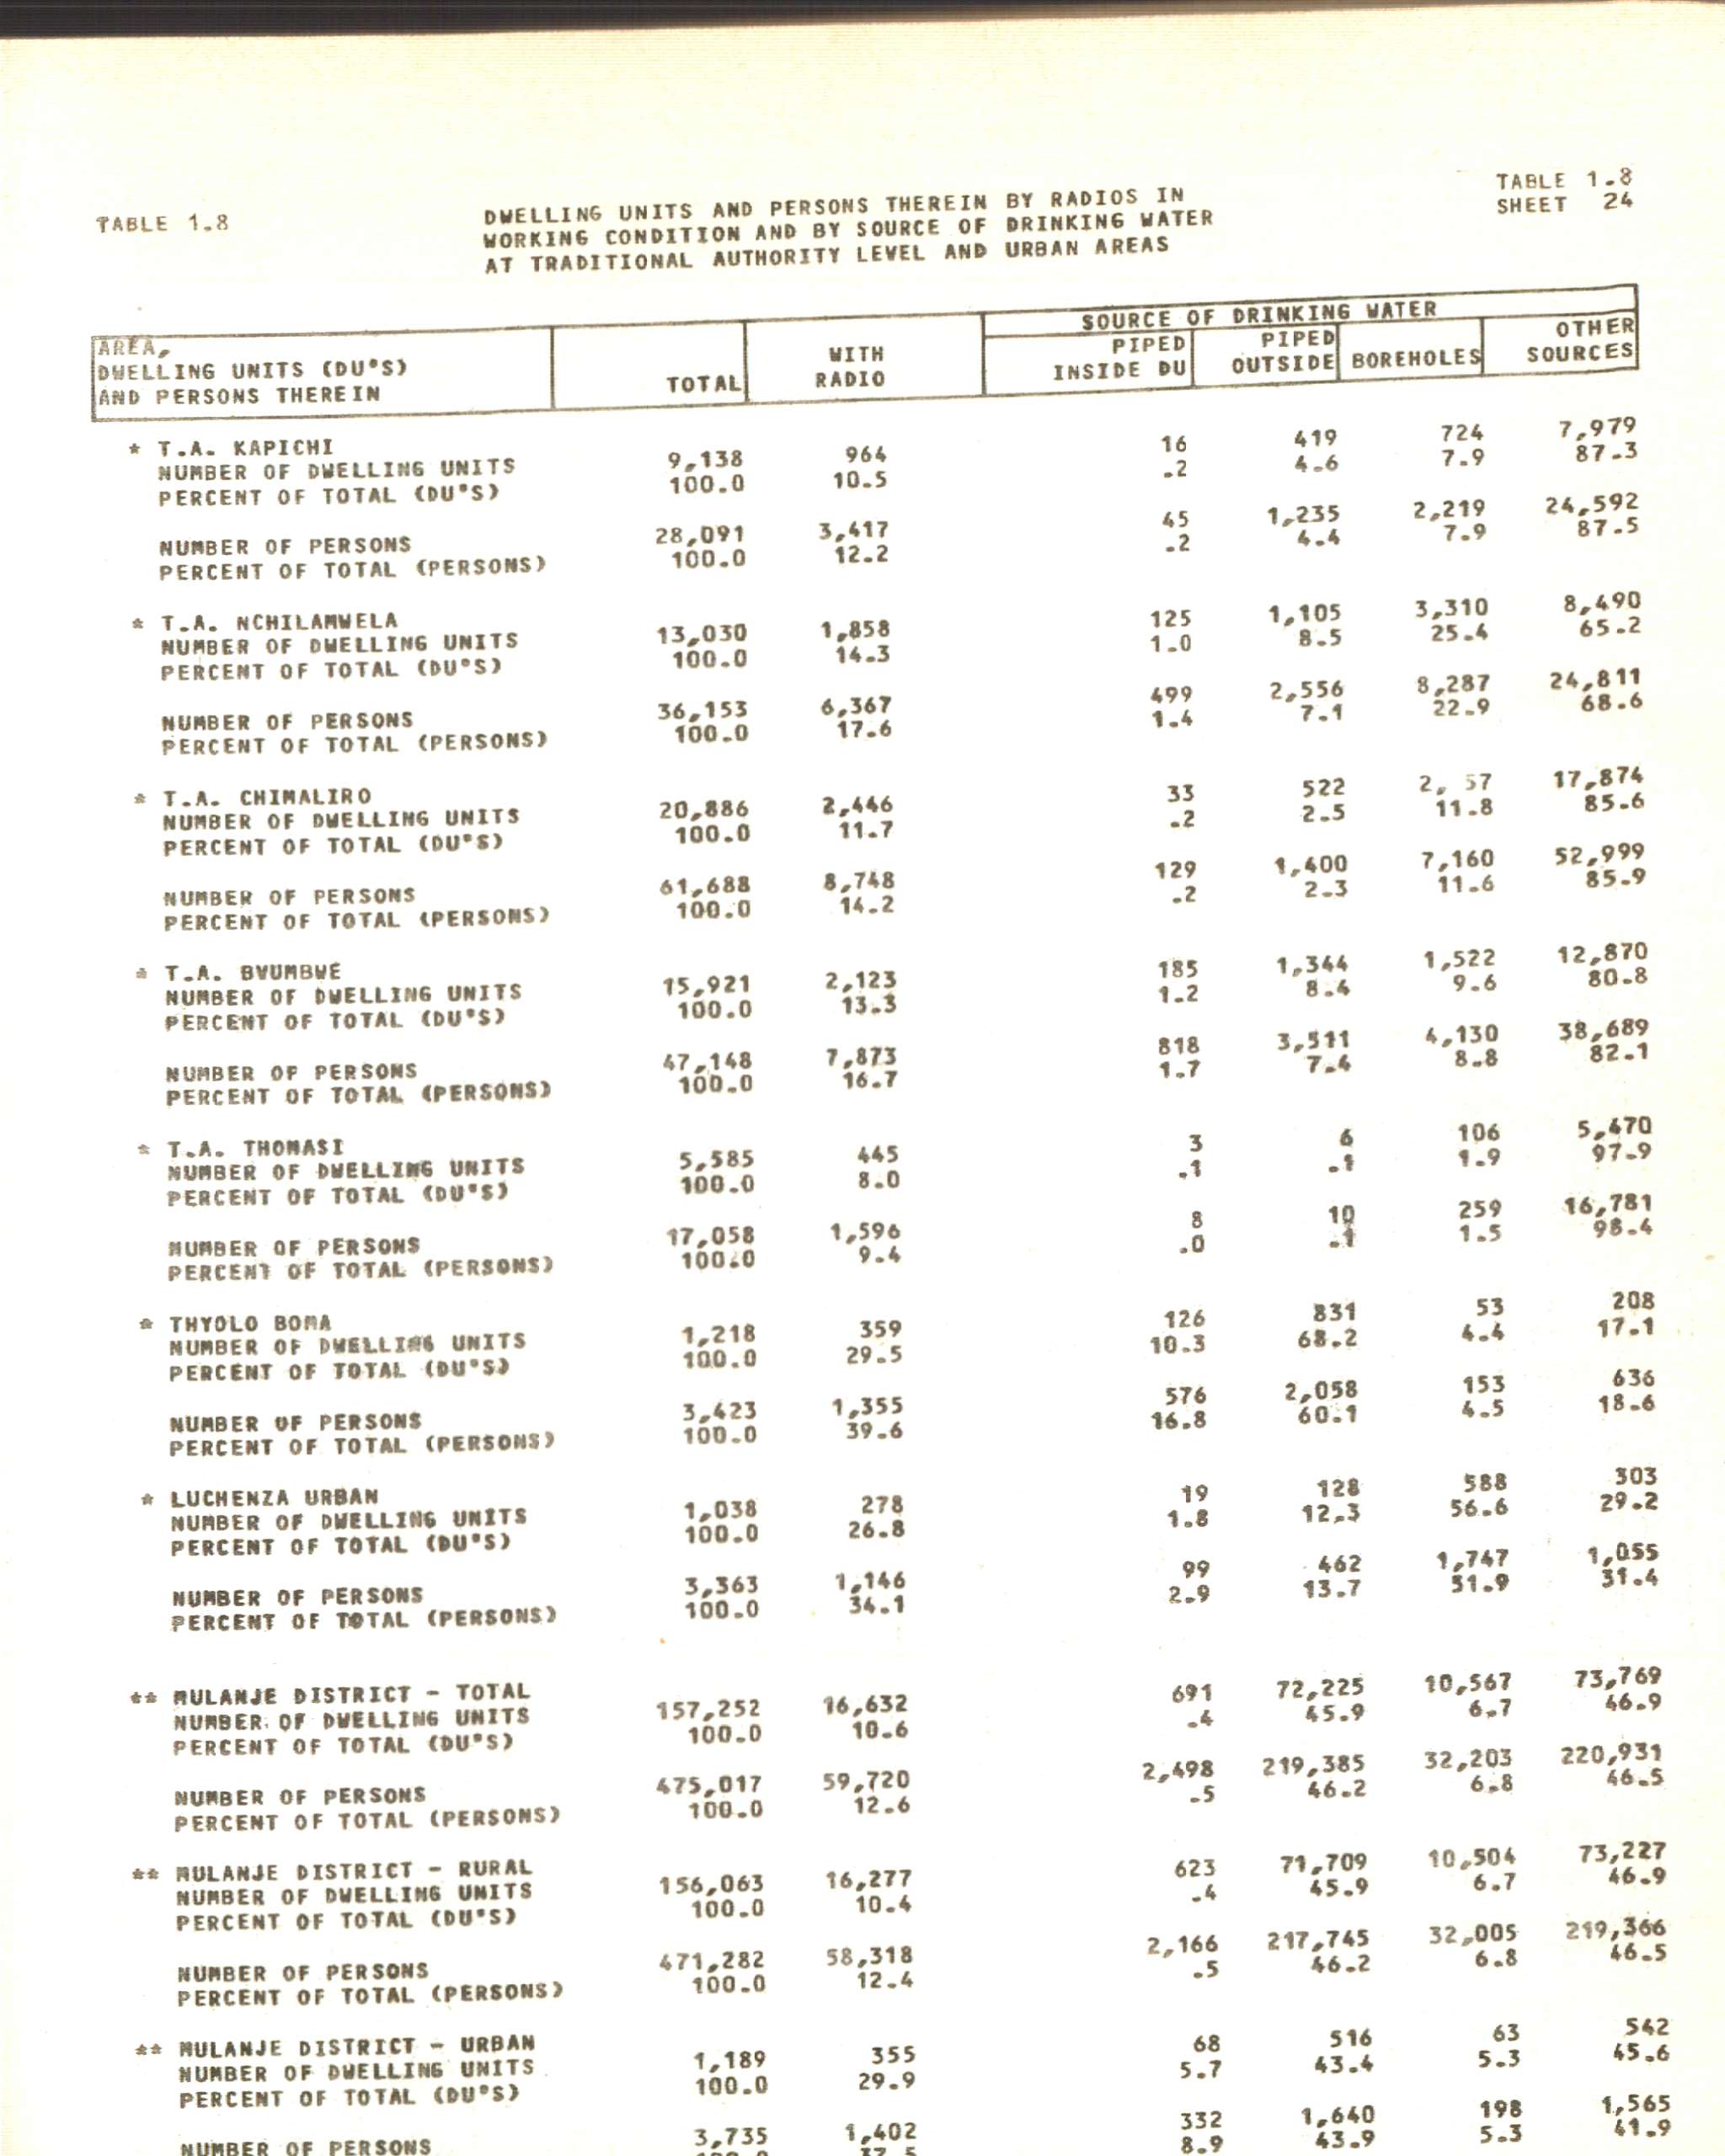 TABLE 1.8
DWELLING UNITS AND PERSONS THEREIN BY RADIOS IN
WORKING CONDITION AND BY SOURCE OF DRINKING WATER
AT TRADITIONAL AUTHORITY LEVEL AND URBAN AREAS
TABLE 1.8
SHEET 24
AREA,
DWELLING UNITS (DU'S)
AND PERSONS THEREIN
TOTAL
WITH
RADIO
SOURCE OF DRINKING WATER
PIPED
INSIDE DU
PIPED
OUTSIDE
BOREHOLES
OTHER
SOURCES
* T.A. KAPICHI
NUMBER OF DWELLING UNITS 9,138 964 16 419 724 7,979
PERCENT OF TOTAL (DU'S) 100.0 10.5 .2 4.6 7.9 87.3
NUMBER OF PERSONS 28,091 3,417 45 1,235 2,219 24,592
PERCENT OF TOTAL (PERSONS) 100.0 12.2 .2 4.4 7.9 87.5
* T.A. NCHILAMWELA
NUMBER OF DWELLING UNITS 13,030 1,858 125 1,105 3,310 8,490
PERCENT OF TOTAL (DU'S) 100.0 14.3 1.0 8.5 25.4 65.2
NUMBER OF PERSONS 36,153 6,367 499 2,556 8,287 24,811
PERCENT OF TOTAL (PERSONS) 100.0 17.6 1.4 7.1 22.9 68.6
* T.A. CHIMALIRO
NUMBER OF DWELLING UNITS 20,886 2,446 33 522 17,874
PERCENT OF TOTAL (DU'S) 100.0 11.7 .2 2.5 11.8 85.6
NUMBER OF PERSONS 61,688 8,748 129 1,400 7,160 52,999
PERCENT OF TOTAL (PERSONS) 100.0 14.2 .2 2.3 11.6 85.9
* T.A. BVUMBWE
NUMBER OF DWELLING UNITS 15,921 2,123 185 1,344 1,522 12,870
PERCENT OF TOTAL (DU'S) 100.0 13.3 1.2 8.4 9.6 80.8
NUMBER OF PERSONS 47,148 7,873 818 3,511 4,130 38,689
PERCENT OF TOTAL (PERSONS) 100.0 16.7 1.7 7.4 8.8 82.1
* T.A. THOMASI
NUMBER OF DWELLING UNITS 5,585 445 3 6 106 5,470
PERCENT OF TOTAL (DU'S) 100.0 8.0 .1 .1 1.9 97.9
NUMBER OF PERSONS 17,058 1,596 8 10 259 16,781
PERCENT OF TOTAL (PERSONS) 100.0 9.4 .0 .1 1.5 98.4
* THYOLO BOMA
NUMBER OF DWELLING UNITS 1,218 359 126 831 53 208
PERCENT OF TOTAL (DU'S) 100.0 29.5 10.3 68.2 4.4 17.1
NUMBER OF PERSONS 3,423 1,355 576 2,058 153 636
PERCENT OF TOTAL (PERSONS) 100.0 39.6 16.8 60.1 4.5 18.6
* LUCHENZA URBAN
NUMBER OF DWELLING UNITS 1,038 278 19 128 588 303
PERCENT OF TOTAL (DU'S) 100.0 26.8 1.8 12.3 56.6 29.2
NUMBER OF PERSONS 3,363 1,146 99 462 1,747 1,055
PERCENT OF TOTAL (PERSONS) 100.0 34.1 2.9 13.7 51.9 31.4
** MULANJE DISTRICT - TOTAL
NUMBER OF DWELLING UNITS 157,252 16,632 691 72,225 10,567 73,769
PERCENT OF TOTAL (DU'S) 100.0 10.6 .4 45.9 6.7 46.9
NUMBER OF PERSONS 475,017 59,720 2,498 219,385 32,203 220,931
PERCENT OF TOTAL (PERSONS) 100.0 12.6 .5 46.2 6.8 46.5
** MULANJE DISTRICT - RURAL
NUMBER OF DWELLING UNITS 156,063 16,277 623 71,709 10,504 73,227
PERCENT OF TOTAL (DU'S) 100.0 10.4 .4 45.9 6.7 46.9
NUMBER OF PERSONS 471,282 58,318 2,166 217,745 32,005 219,366
PERCENT OF TOTAL (PERSONS) 100.0 12.4 .5 46.2 6.8 46.5
** MULANJE DISTRICT - URBAN
NUMBER OF DWELLING UNITS 1,189 355 68 516 63 542
PERCENT OF TOTAL (DU'S) 100.0 29.9 5.7 43.4 5.3 45.6
NUMBER OF PERSONS 3,735 1,402 332 1,640 198 1,565
8.9 43.9 5.3 41.9